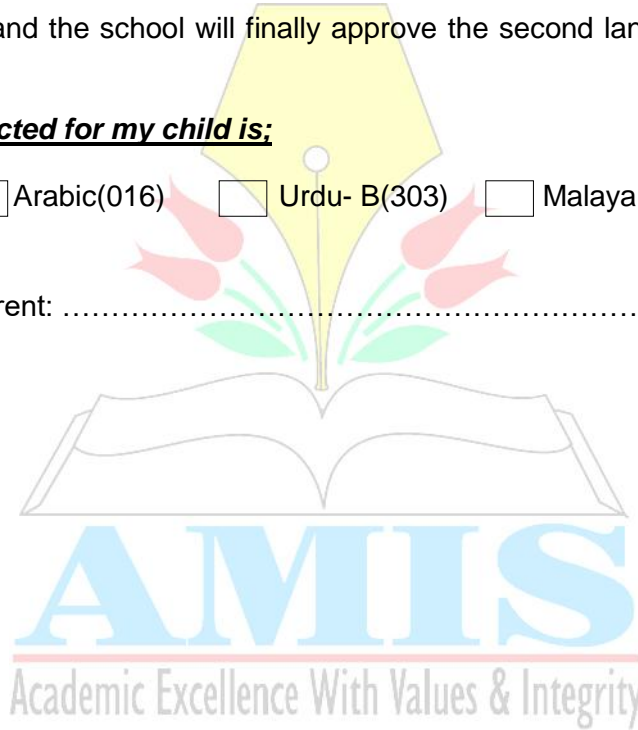 and the school will finally approve the second lan
cted for my child is;
Arabic(016) Urdu- B(303) Malaya
rent: ……………………………………………………
AMIS
Academic Excellence With Values & Integrity